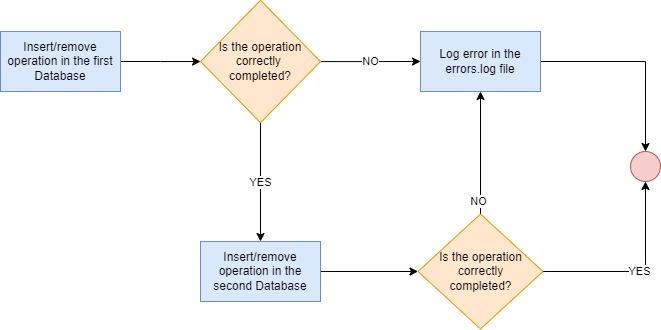 Insert/remove
operation in the first
Database
Is the operation
correctly
completed?
NO
Log error in the
errors.log file
YES
Insert/remove
operation in the
second Database
Is the operation
correctly
completed?
NO
YES